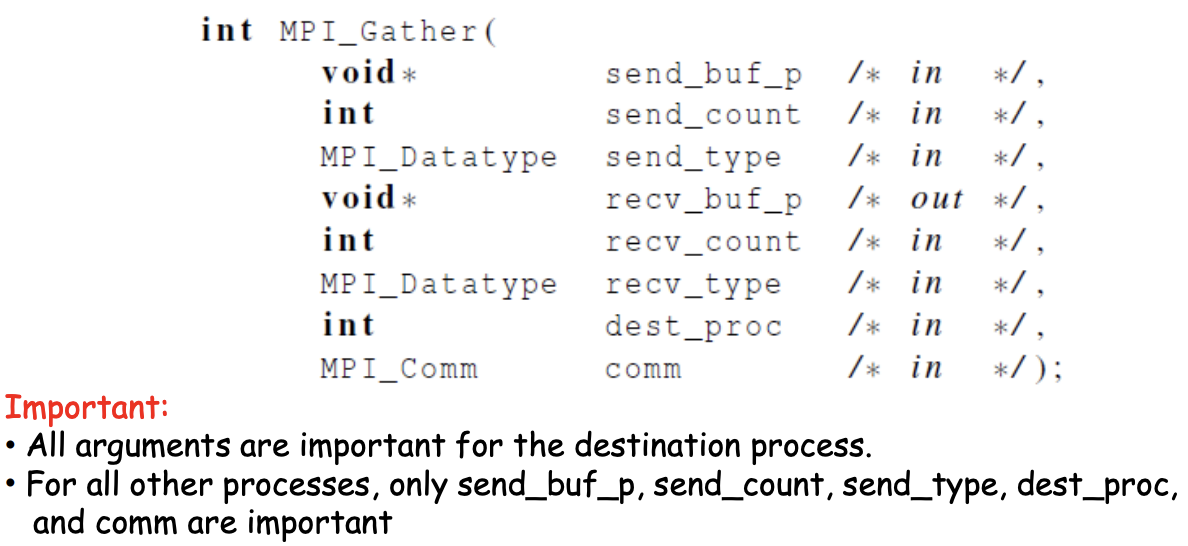 int MPI_Gather(
void* send_buf_p /* in */,
int send_count /* in */,
MPI_Datatype send_type /* in */,
void* recv_buf_p /* out */,
int recv_count /* in */,
MPI_Datatype recv_type /* in */,
int dest_proc /* in */,
MPI_Comm comm /* in */);
Important:
• All arguments are important for the destination process.
• For all other processes, only send_buf_p, send_count, send_type, dest_proc,
and comm are important